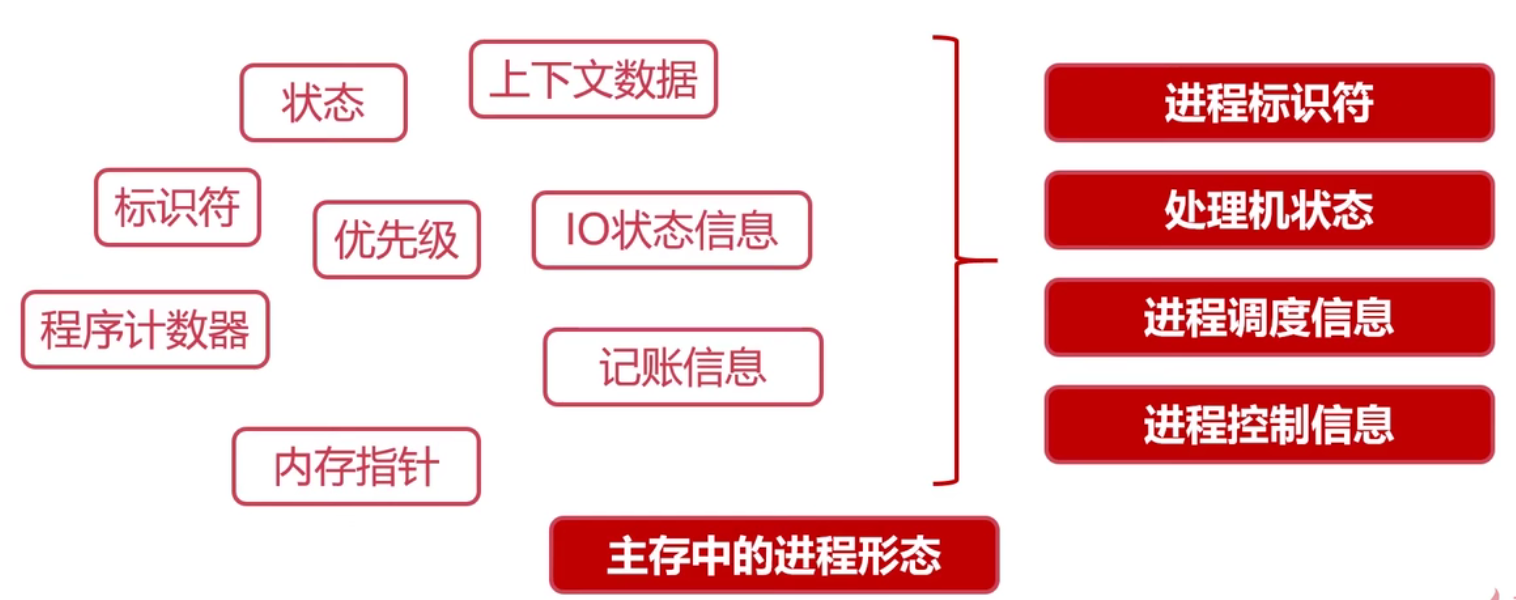 状态
上下文数据
标识符
优先级
IO状态信息
程序计数器
记账信息
内存指针
主存中的进程形态
进程标识符
处理机状态
进程调度信息
进程控制信息